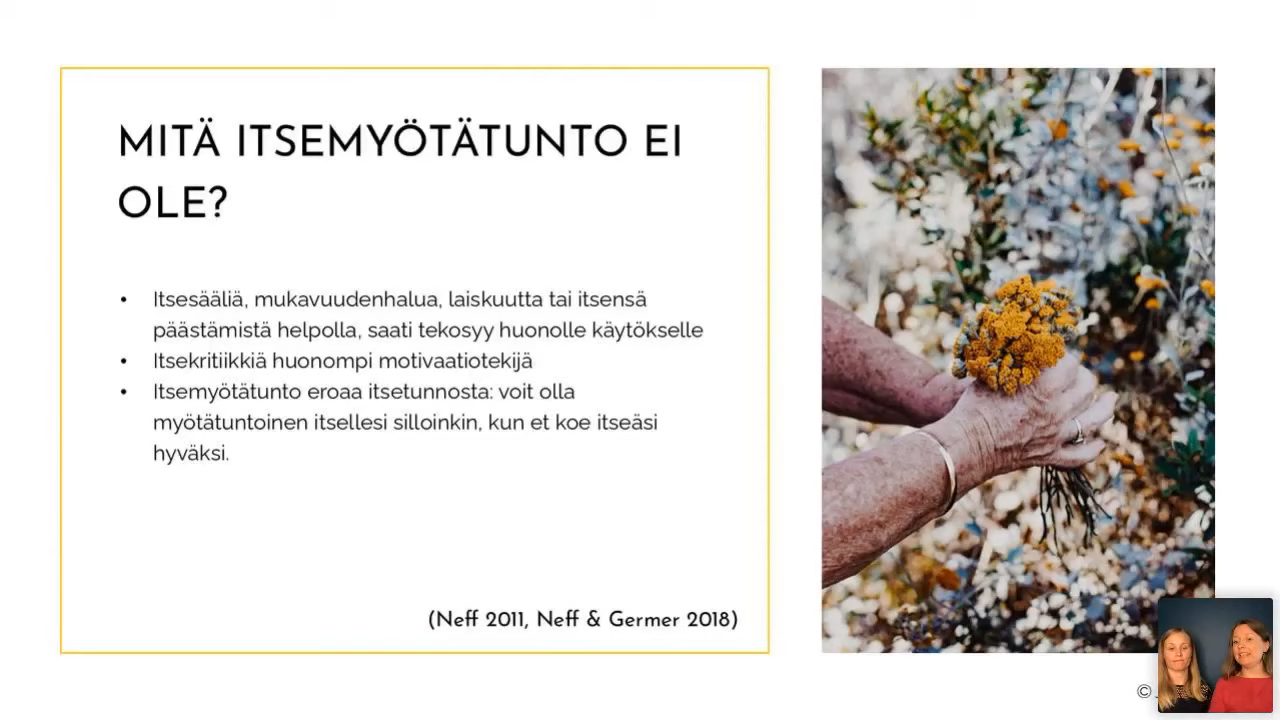 MITÄ ITSEMYÖTÄTUNTO EI
OLE?
• Itsesääliä, mukavuudenhalua, laiskuutta tai itsensä
päästämistä helpolla, saati tekosyy huonolle käytökselle
• Itsekritiikkiä huonompi motivaatiotekijä
• Itsemyötätunto eroaa itsetunnosta: voit olla
myötätuntoinen itsellesi silloinkin, kun et koe itseäsi
hyväksi.
(Neff 2011, Neff & Germer 2018)
©